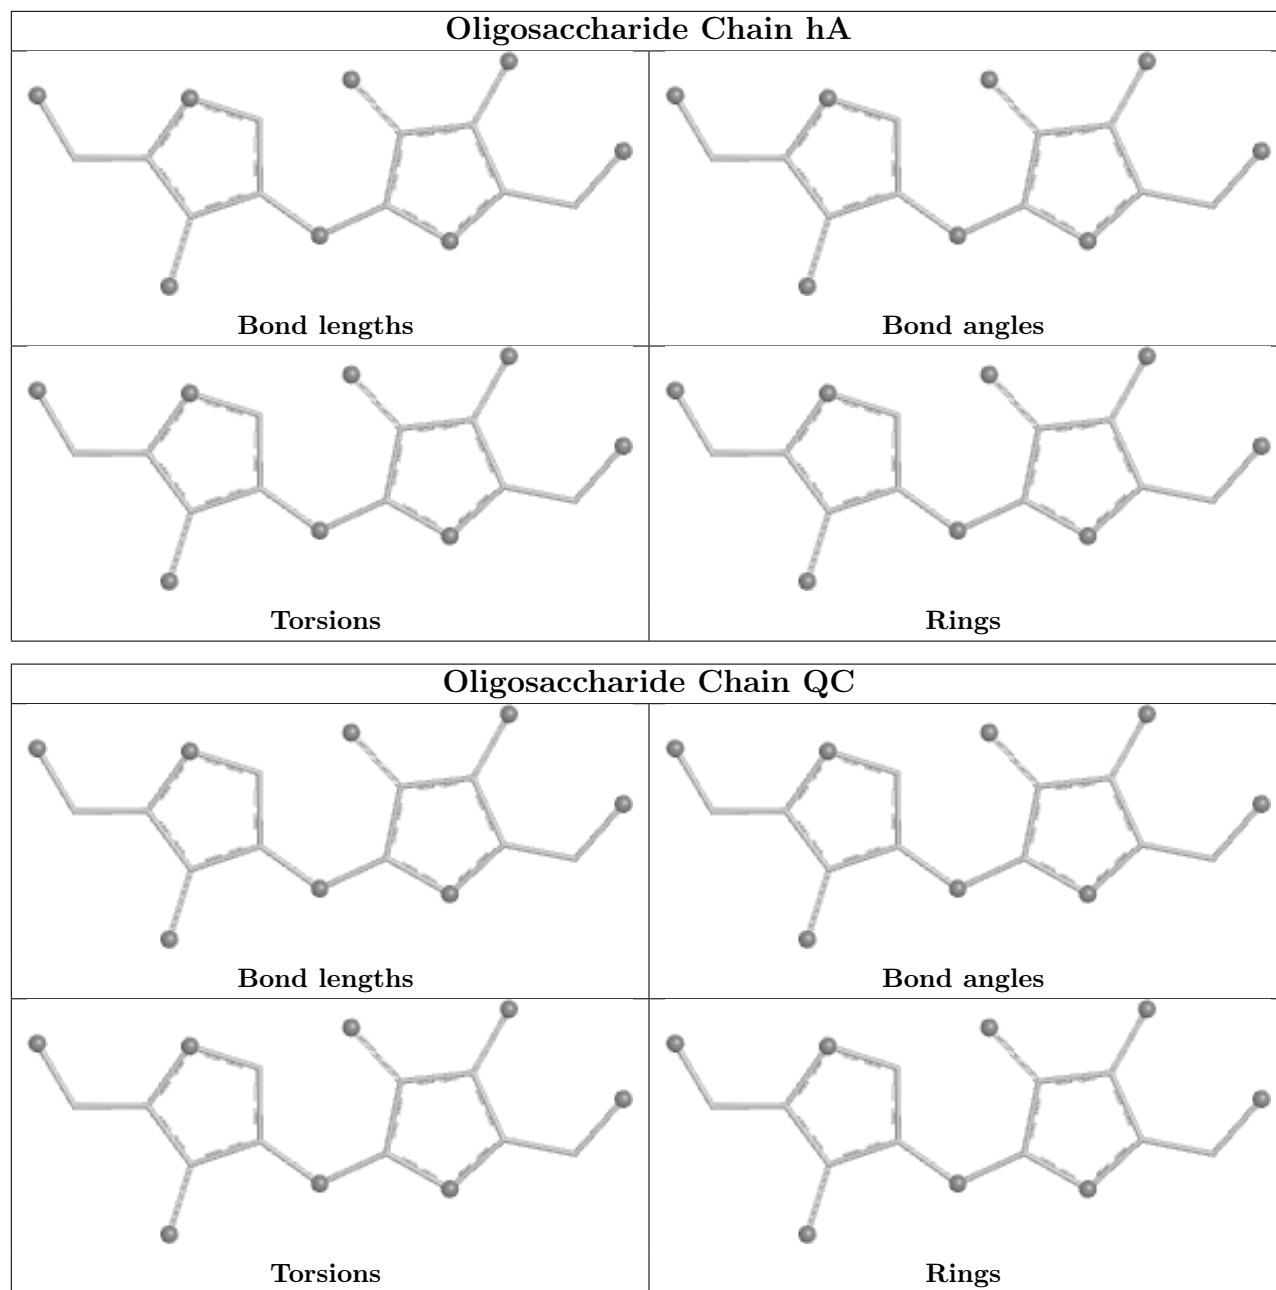 Oligosaccharide Chain hA
Bond lengths
Bond angles
Torsions
Rings
Oligosaccharide Chain QC
Bond lengths
Bond angles
Torsions
Rings